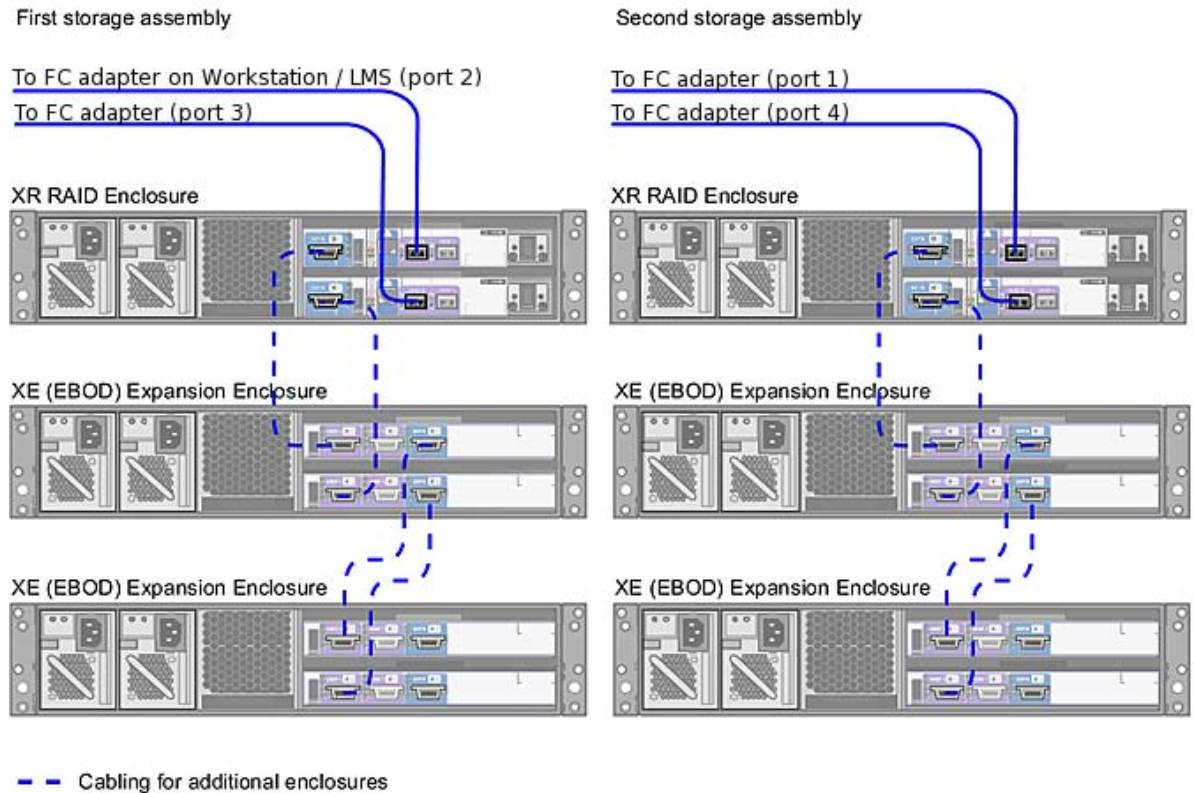 First storage assembly
To FC adapter on Workstation / LMS (port 2)
To FC adapter (port 3)
XR RAID Enclosure
XE (EBOD) Expansion Enclosure
XE (EBOD) Expansion Enclosure
Second storage assembly
To FC adapter (port 1)
To FC adapter (port 4)
XR RAID Enclosure
XE (EBOD) Expansion Enclosure
XE (EBOD) Expansion Enclosure
Cabling for additional enclosures